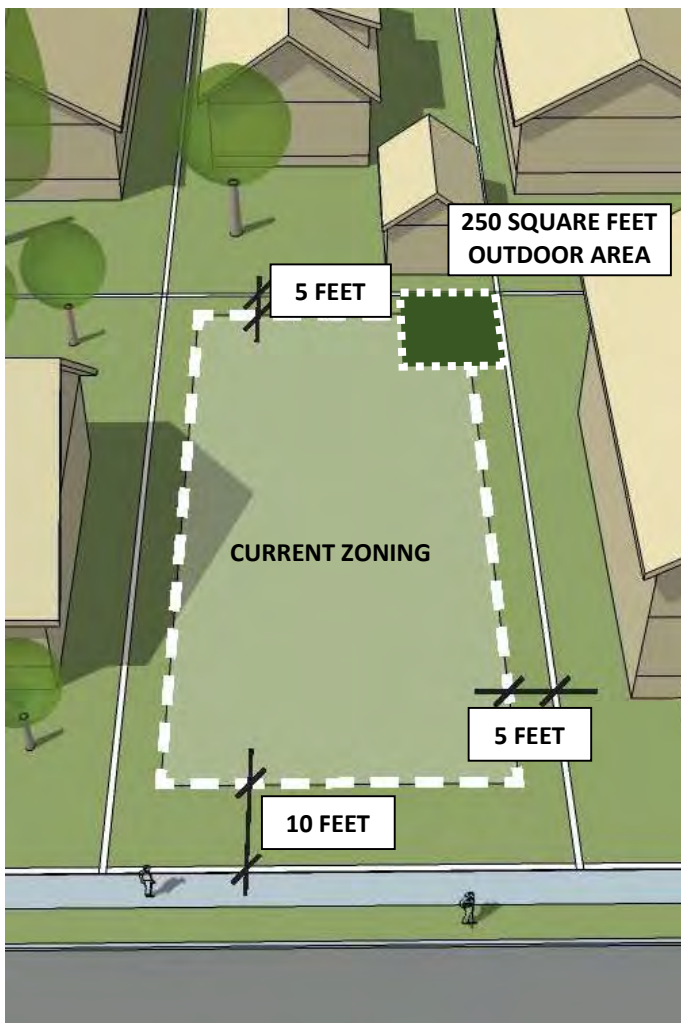 250 SQUARE FEET
OUTDOOR AREA
5 FEET
CURRENT ZONING
5 FEET
10 FEET